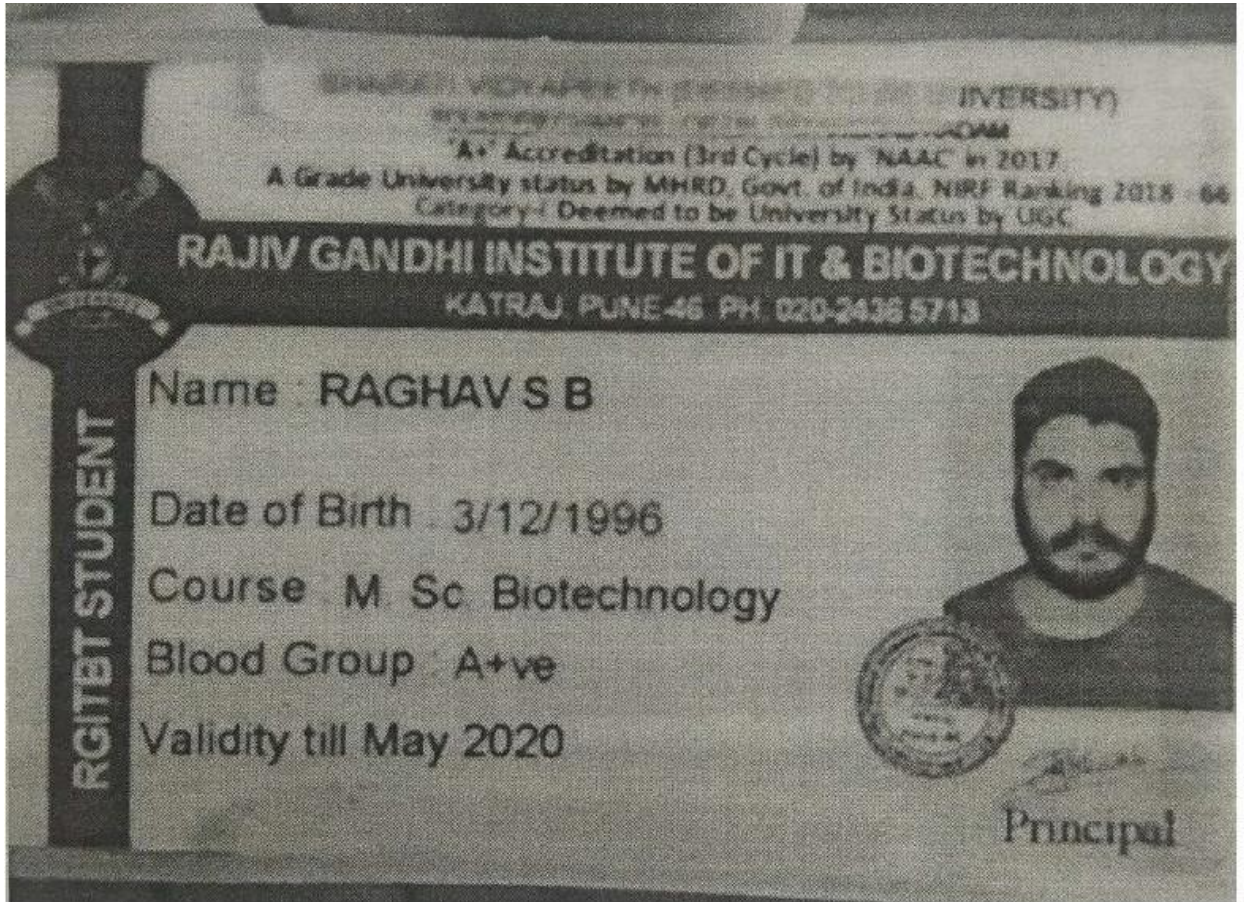 IVERSITY)
"A+" Accreditation (3rd Cycle) by 'NAAC' in 2017
A Grade University status by MHRD, Govt. of India, NIRF Ranking 2018 - 66
Category-I Deemed to be University Status by UGC
RAJIV GANDHI INSTITUTE OF IT & BIOTECHNOLOGY
KATRAJ, PUNE-46 PH 020-2436 5713
Name : RAGHAV S B
Date of Birth : 3/12/1996
Course : M. Sc. Biotechnology
Blood Group : A+ve
Validity till May 2020
RGITBT STUDENT
Principal